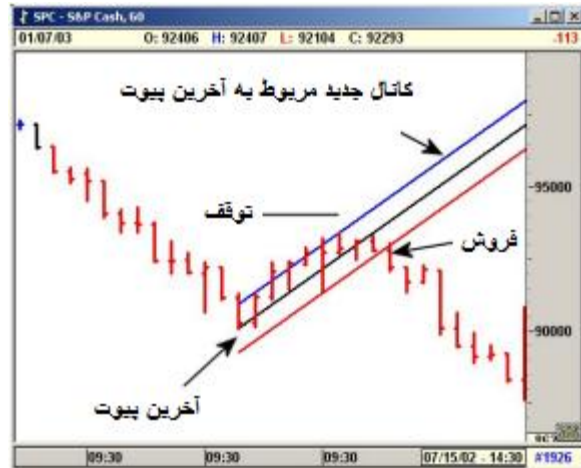 SPC - S&P Cash, 60
01/07/03 O: 92406 H: 92407 L: 92104 C: 92293 -113
کانال جدید مربوط به آخرین پیوت
توقف
فروش
آخرین پیوت
95000
90000
09:30 09:30 09:30 07/15/02 - 14:30 #1926